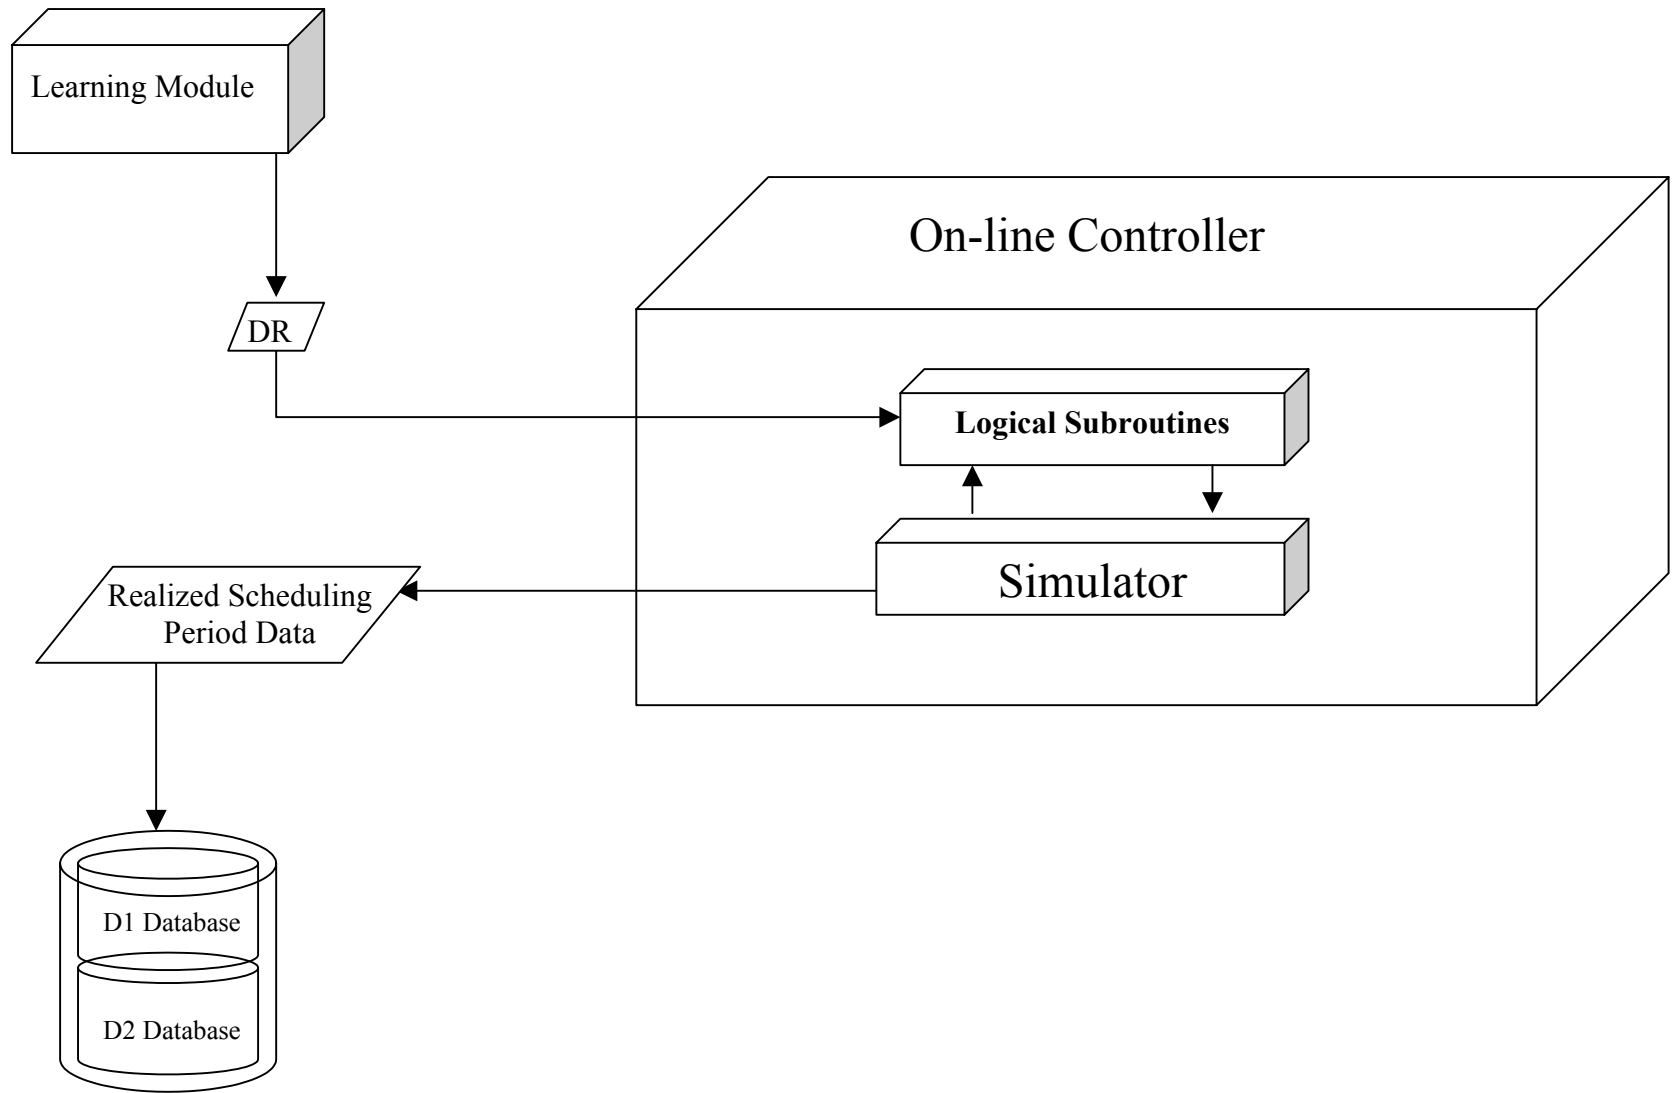 Learning Module
On-line Controller
DR
Logical Subroutines
Simulator
Realized Scheduling
Period Data
D1 Database
D2 Database